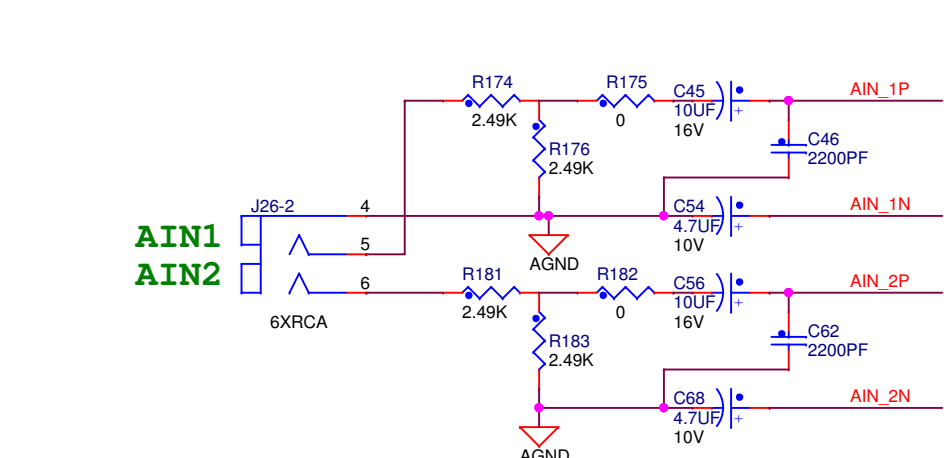 R174
2.49K
R175
0
C45
10UF
16V
+
AIN_1P
R176
2.49K
C46
2200PF
J26-2
4
C54
4.7UF
10V
+
AIN_1N
AIN1
5
AIN2
AGND
6
6XRCA
R181
2.49K
R182
0
C56
10UF
16V
+
AIN_2P
R183
2.49K
C62
2200PF
C68
4.7UF
10V
+
AIN_2N
AGND